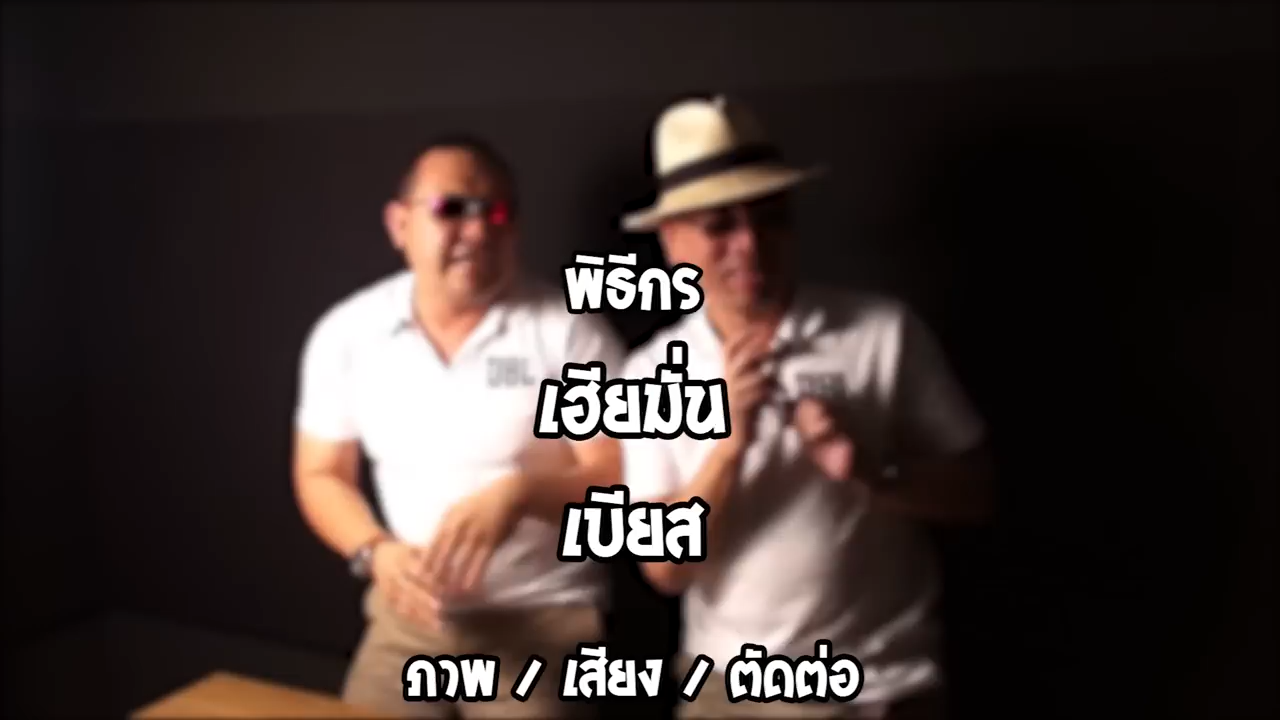 พิธีกร
เฮียมั่น
เบียส
ภาพ / เสียง / ตัดต่อ